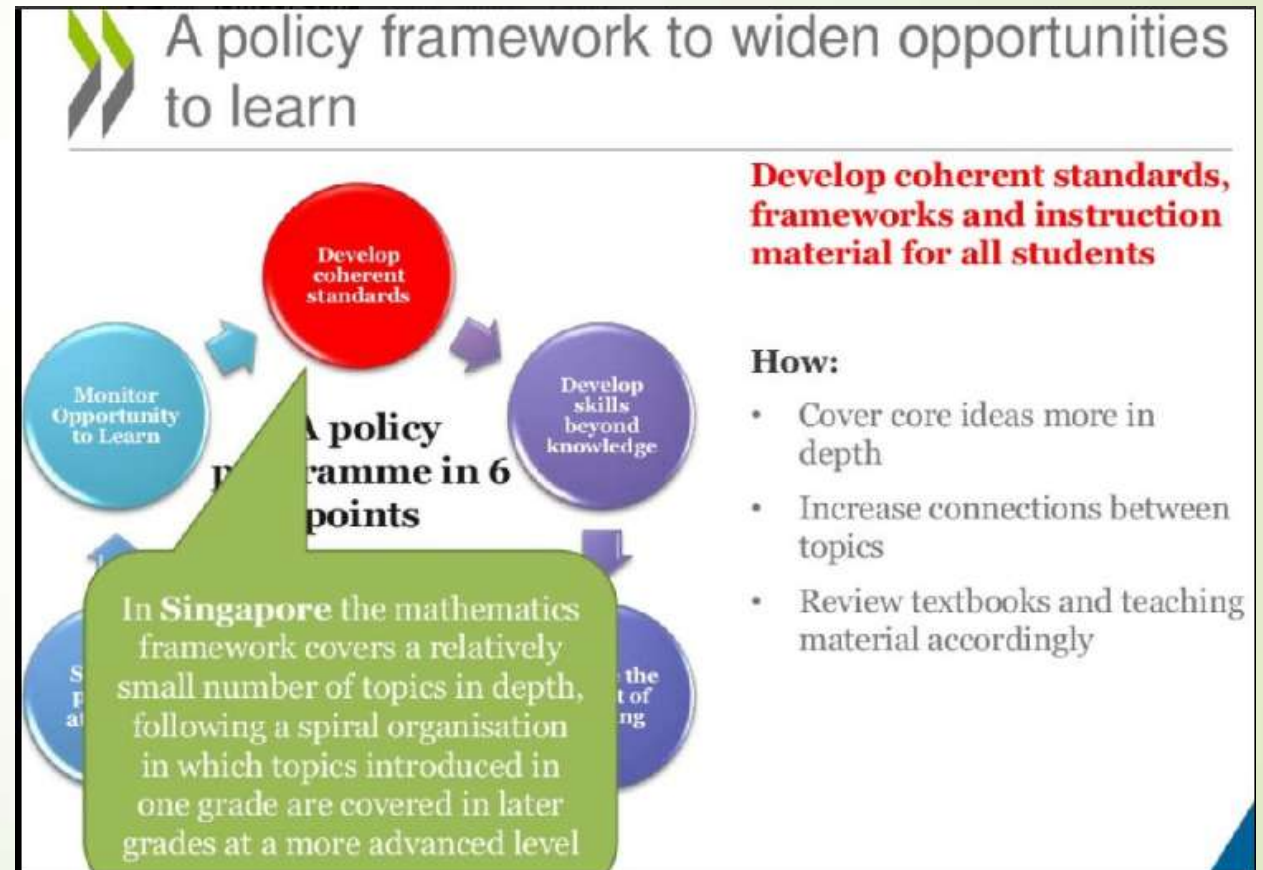 A policy framework to widen opportunities
to learn
Develop
coherent
standards
Monitor
Opportunity
to Learn
Develop
skills
beyond
knowledge
policy
in 6
points
the
of
In Singapore the mathematics
framework covers a relatively
small number of topics in depth,
following a spiral organisation
in which topics introduced in
one grade are covered in later
grades at a more advanced level
Develop coherent standards,
frameworks and instruction
material for all students
How:
• Cover core ideas more in
depth
• Increase connections between
topics
• Review textbooks and teaching
material accordingly